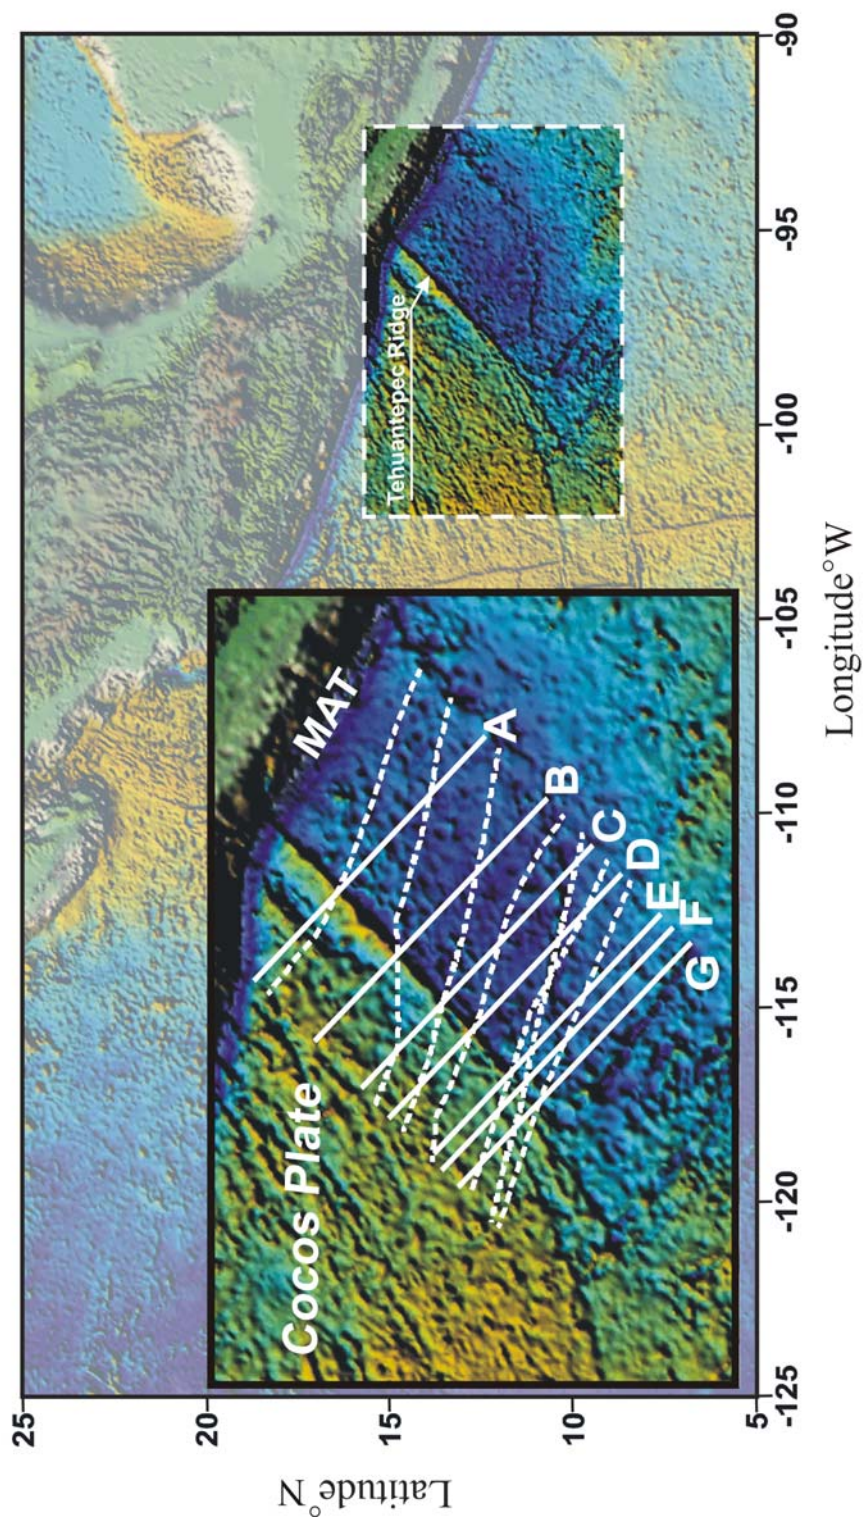 Latitude°N
25
20
15
10
5
Tehuantepec Ridge
Cocos Plate
MAT
A
B
C
D
E
F
G
-125
-120
-115
-110
-105
-100
-95
-90
Longitude°W